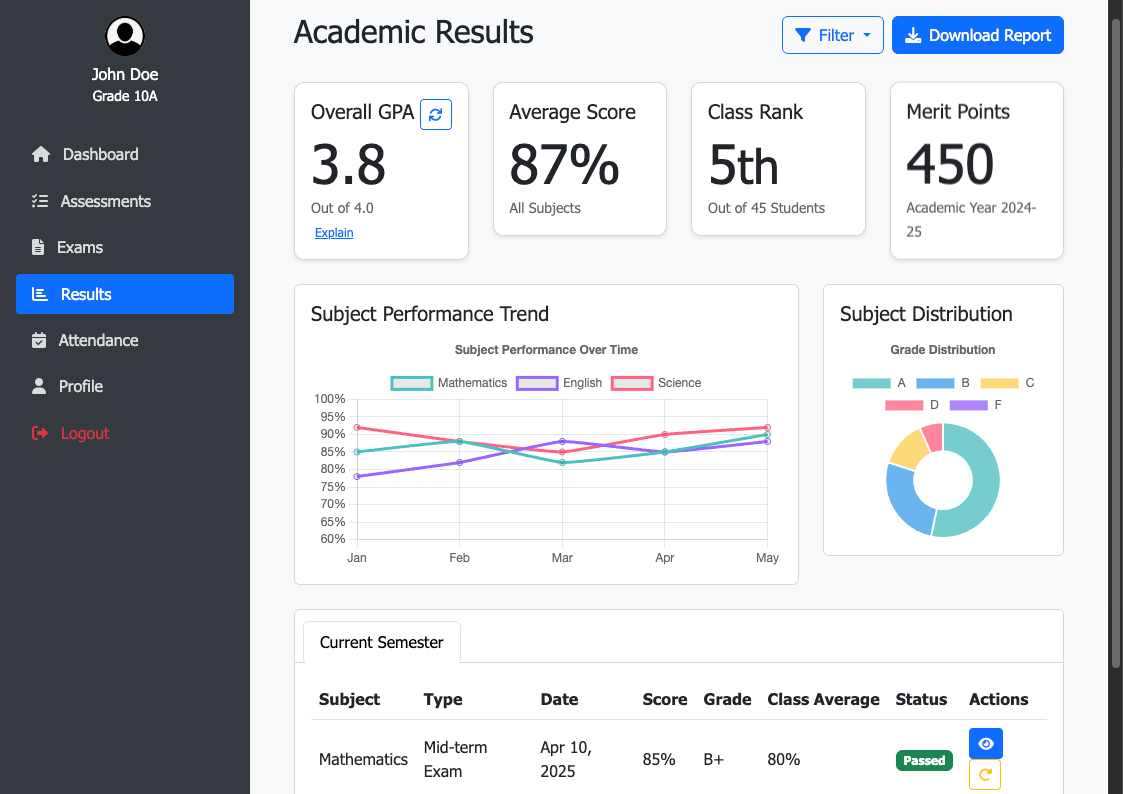 John Doe
Grade 10A
Dashboard
Assessments
Exams
Results
Attendance
Profile
Logout
Academic Results
Filter
Download Report
Overall GPA
3.8
Out of 4.0
Explain
Average Score
87%
All Subjects
Class Rank
5th
Out of 45 Students
Merit Points
450
Academic Year 2024-
25
Subject Performance Trend
Subject Performance Over Time
Mathematics English Science
100%
95%
90%
85%
80%
75%
70%
65%
60%
Jan Feb Mar Apr May
Subject Distribution
Grade Distribution
A B C
D F
Current Semester
Subject Type Date Score Grade Class Average Status Actions
Mathematics Mid-term Exam Apr 10, 2025 85% B+ 80% Passed